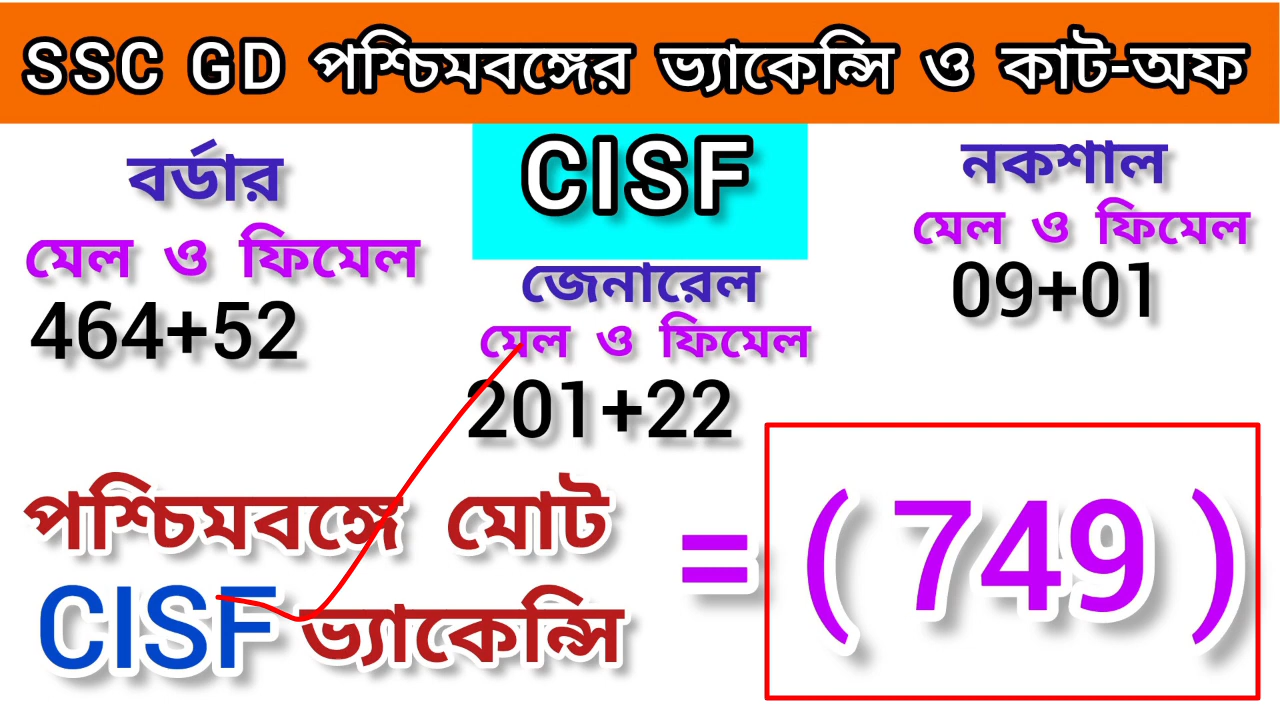 SSC GD পশ্চিমবঙ্গের ভ্যাকেন্সি ও কাট-অফ
CISF
বর্ডার
মেল ও ফিমেল
464+52
জেনারেল
মেল ও ফিমেল
201+22
নকশাল
মেল ও ফিমেল
09+01
পশ্চিমবঙ্গে মোট
CISF ভ্যাকেন্সি
= ( 749 )